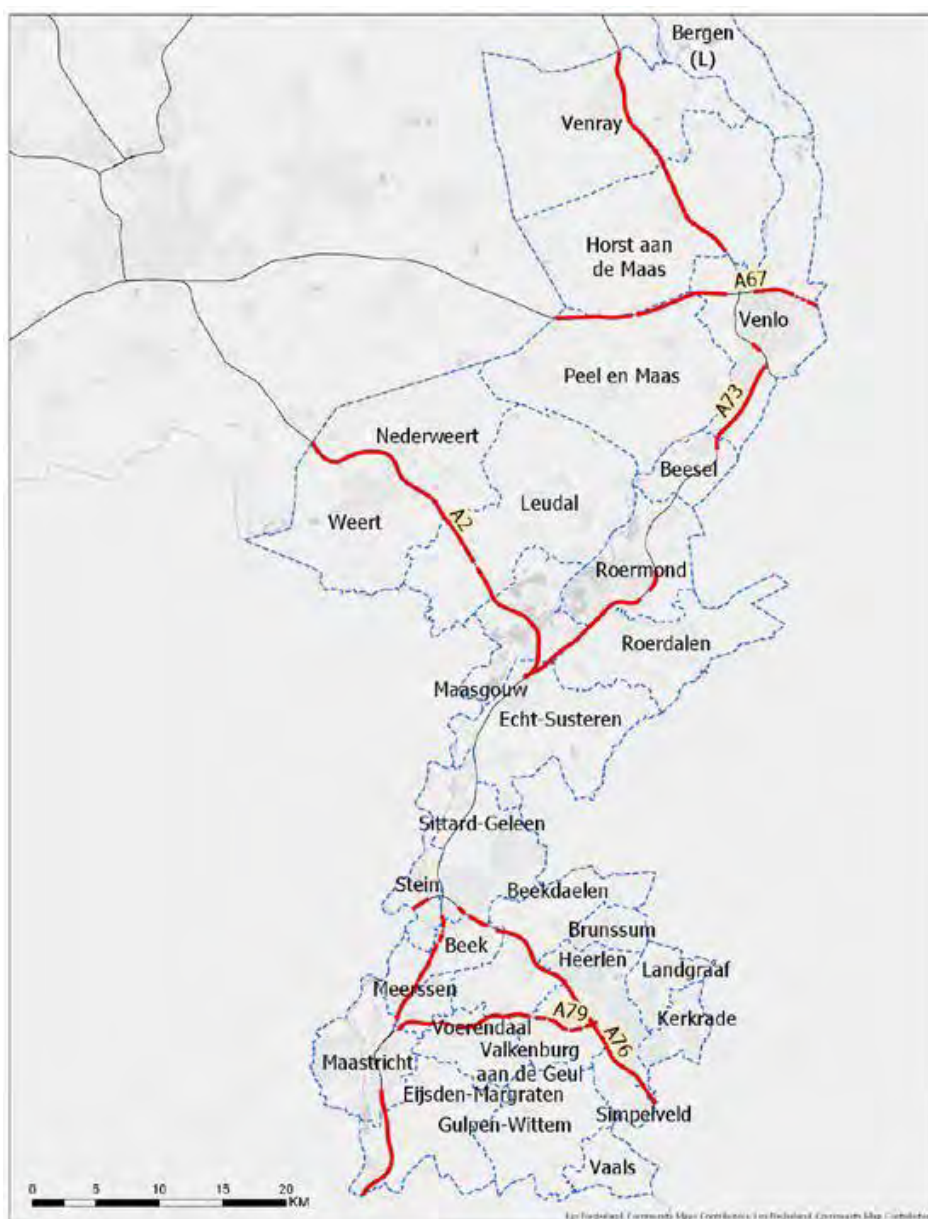 Bergen
(L)
Venray
Horst aan
de Maas
A67
Venlo
Peel en Maas
A73
Nederweert
Beesel
Leudal
A2
Weert
Roermond
Roerdalen
Maasgouw
Echt-Susteren
Sittard-Geleen
Stein
Beekdaelen
Brunssum
Beek
Heerlen
Landgraaf
Meerssen
A79
Kerkrade
Voerendaal
A76
Valkenburg
aan de Geul
Maastricht
Eijsden-Margraten
Simpelveld
Gulpen-Wittem
Vaals
0 5 10 15 20
KM